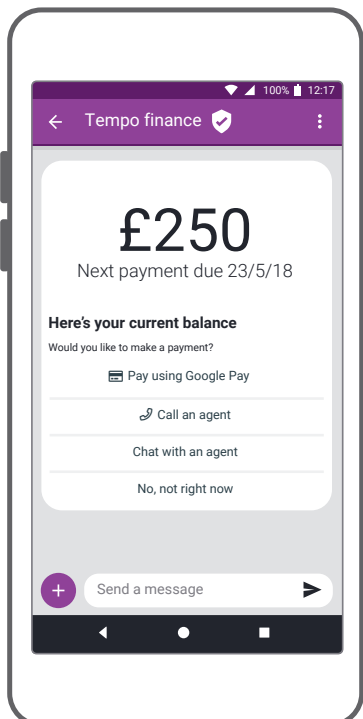 100% 12:17
Tempo finance
£250
Next payment due 23/5/18
Here's your current balance
Would you like to make a payment?
Pay using Google Pay
Call an agent
Chat with an agent
No, not right now
Send a message